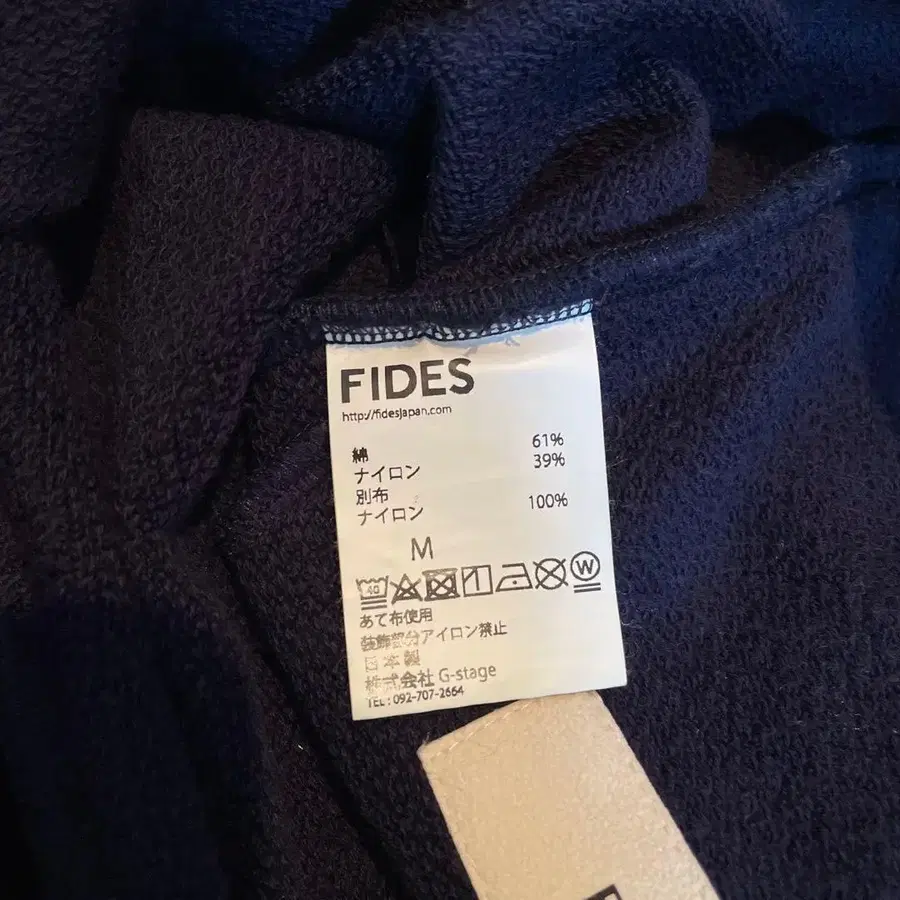 FIDES
http://fidesjapan.com
綿 61%
ナイロン 39%
別布
ナイロン 100%
M
40 W
あて布使用
装飾部分アイロン禁止
日本製
株式会社 G-stage
TEL : 092-707-2664